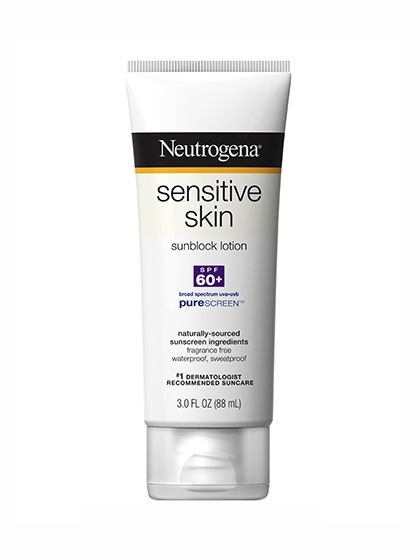 Neutrogena®
sensitive
skin
sunblock lotion
SPF
60+
broad spectrum uva•uvb
pureSCREEN™
naturally-sourced
sunscreen ingredients
fragrance free
waterproof, sweatproof
#1 DERMATOLOGIST
RECOMMENDED SUNCARE
3.0 FL OZ (88 mL)